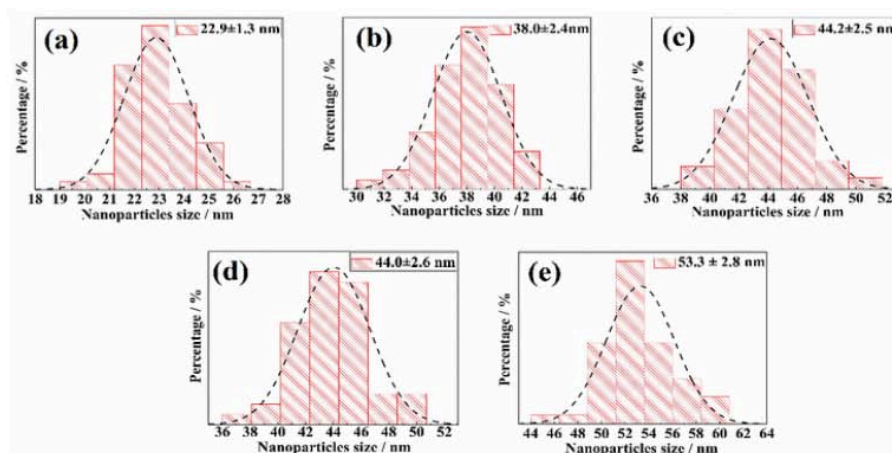 (a)
22.9±1.3 nm
Percentage / %
18 19 20 21 22 23 24 25 26 27 28
Nanoparticles size / nm
(b)
38.0±2.4nm
Percentage / %
30 32 34 36 38 40 42 44 46
Nanoparticles size / nm
(c)
44.2±2.5 nm
Percentage / %
36 38 40 42 44 46 48 50 52
Nanoparticles size / nm
(d)
44.0±2.6 nm
Percentage / %
36 38 40 42 44 46 48 50 52
Nanoparticles size / nm
(e)
53.3 ± 2.8 nm
Percentage / %
44 46 48 50 52 54 56 58 60 62 64
Nanoparticles size / nm